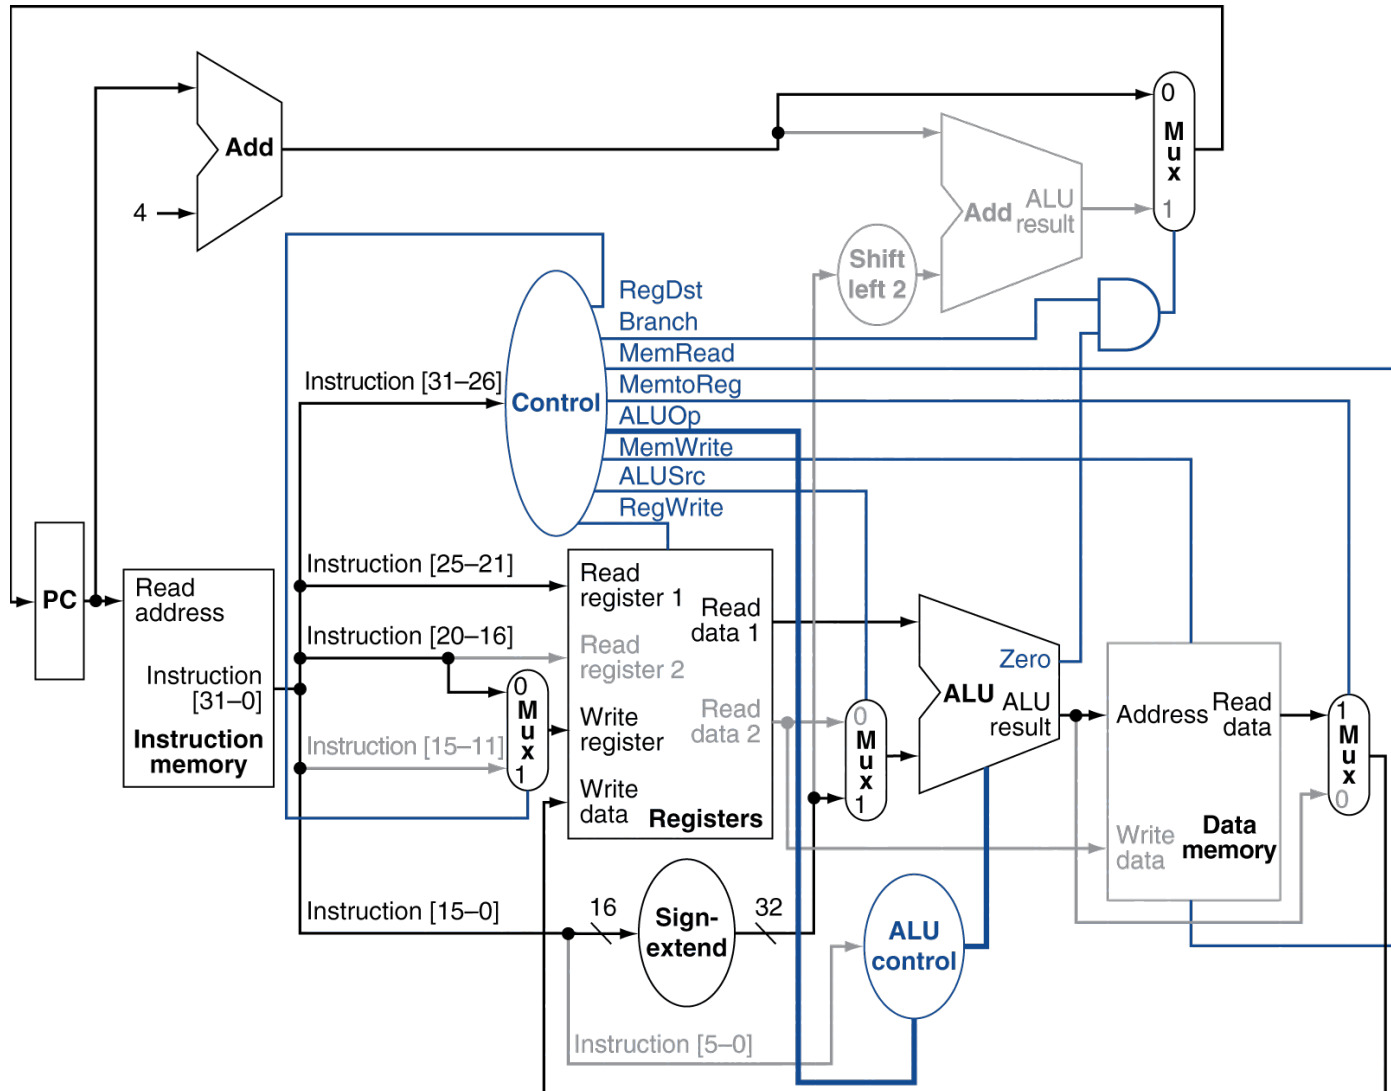 0
M
u
x
1
Add
4
Add
ALU
result
Shift
left 2
RegDst
Branch
MemRead
MemtoReg
ALUOp
MemWrite
ALUSrc
RegWrite
Instruction [31–26]
Control
Instruction [25–21]
Instruction [20–16]
Instruction [15–11]
Instruction [15–0]
Instruction [5–0]
PC
Read
address
Instruction
[31–0]
Instruction
memory
0
M
u
x
1
Read
register 1
Read
register 2
Write
register
Write
data
Read
data 1
Read
data 2
Registers
0
M
u
x
1
Zero
ALU
ALU
result
Address
Read
data
Write
data
Data
memory
1
M
u
x
0
16
Sign-
extend
32
ALU
control